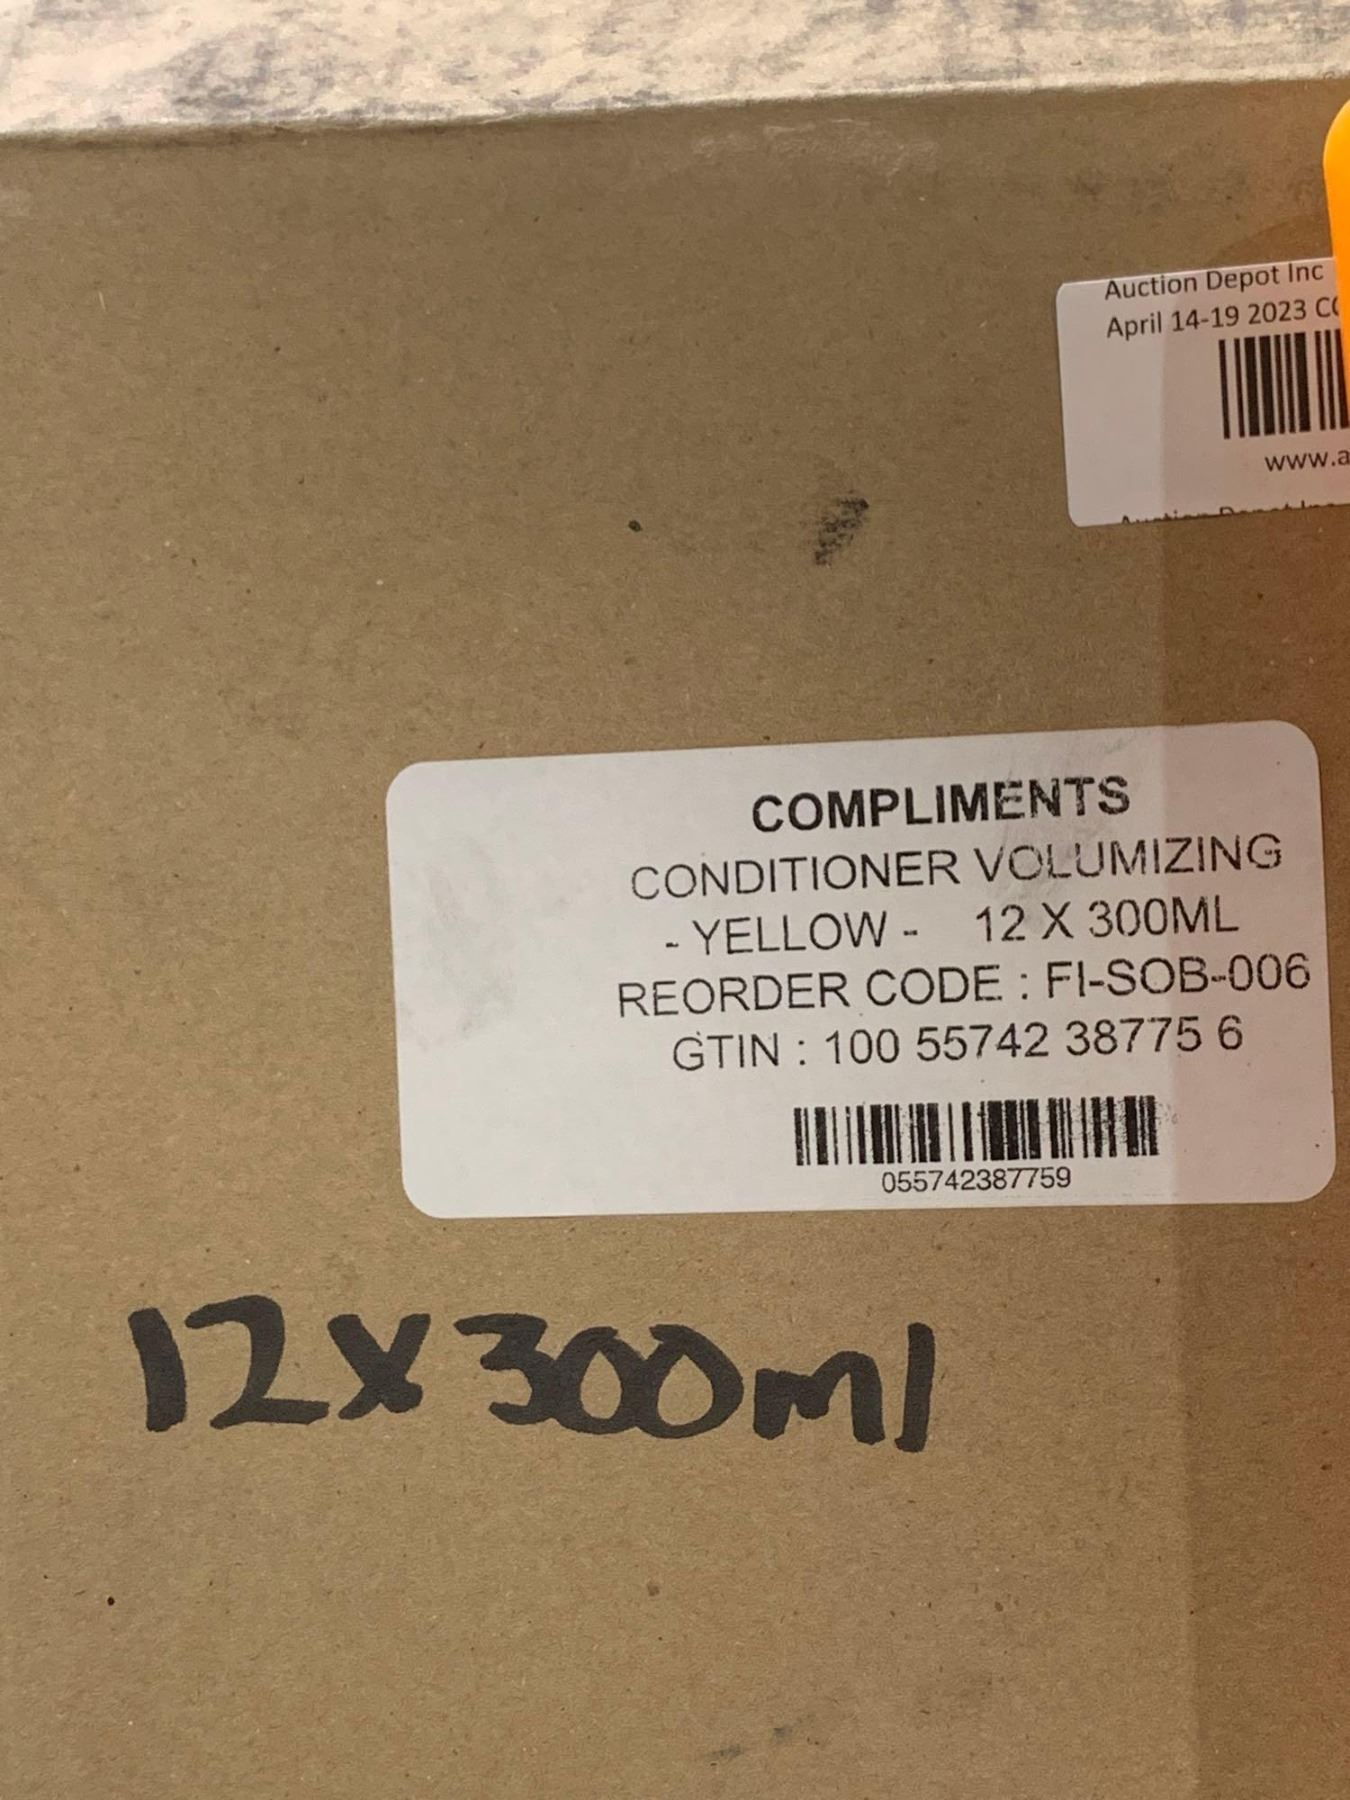 Auction Depot Inc
April 14-19 2023
COMPLIMENTS
CONDITIONER VOLUMIZING
- YELLOW - 12 X 300ML
REORDER CODE : FI-SOB-006
GTIN : 100 55742 38775 6
055742387759
12X300ml